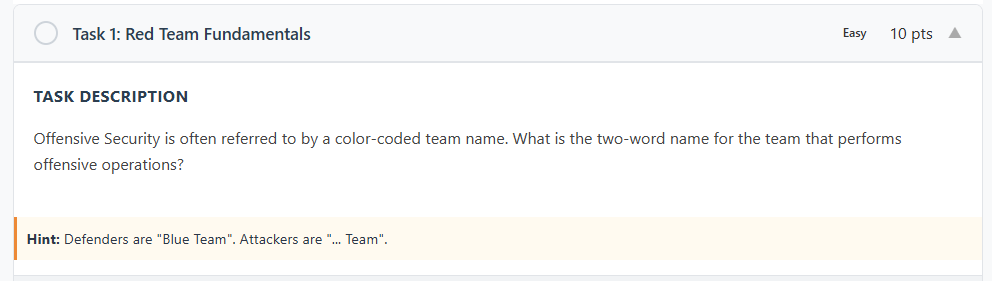 Task 1: Red Team Fundamentals
Easy
10 pts
TASK DESCRIPTION
Offensive Security is often referred to by a color-coded team name. What is the two-word name for the team that performs
offensive operations?
Hint: Defenders are "Blue Team". Attackers are "... Team".